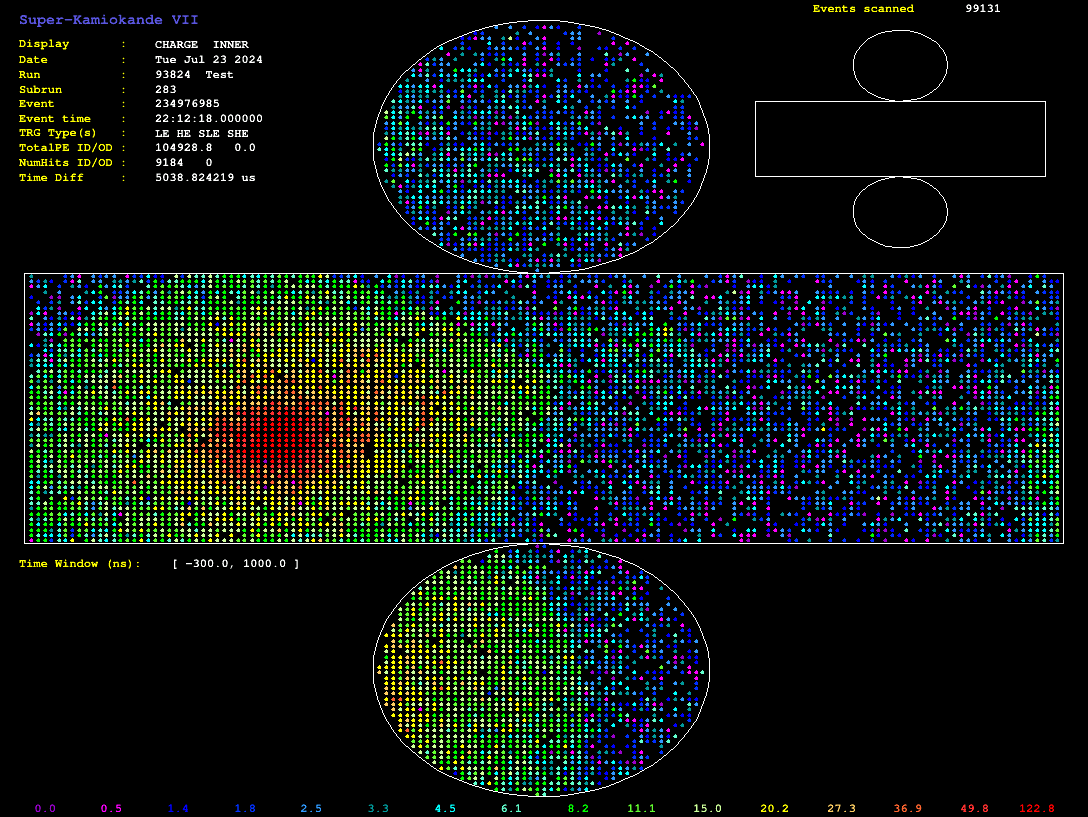 Super-Kamiokande VII
Events scanned 99131
Display : CHARGE INNER
Date : Tue Jul 23 2024
Run : 93824 Test
Subrun : 283
Event : 234976985
Event time : 22:12:18.000000
TRG Type(s) : LE HE SLE SHE
TotalPE ID/OD : 104928.8 0.0
NumHits ID/OD : 9184 0
Time Diff : 5038.824219 us
Time Window (ns): [ -300.0, 1000.0 ]
0.0 0.5 1.4 1.8 2.5 3.3 4.5 6.1 8.2 11.1 15.0 20.2 27.3 36.9 49.8 122.8